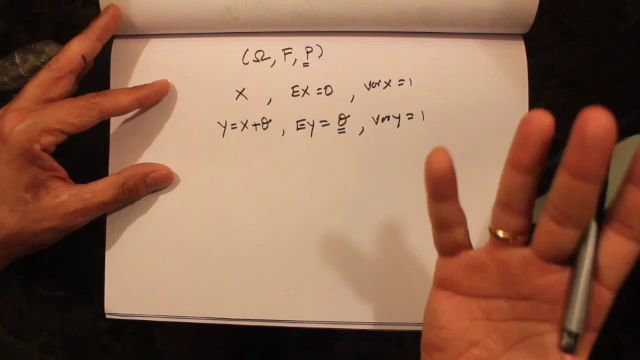 (Ω, F, P)
X, EX=0, var X=1
Y=X+θ, EY=θ, var Y=1